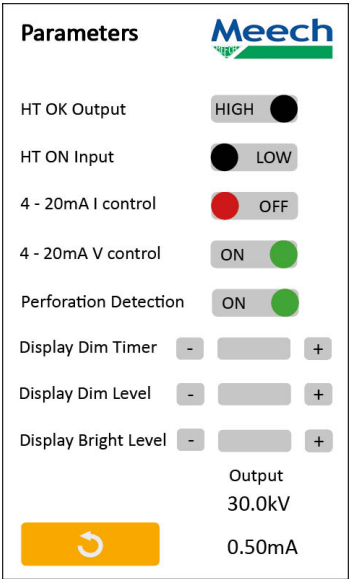 Parameters
Meech
MEECH
HT OK Output HIGH
HT ON Input LOW
4 - 20mA I control OFF
4 - 20mA V control ON
Perforation Detection ON
Display Dim Timer - +
Display Dim Level - +
Display Bright Level - +
Output
30.0kV
0.50mA